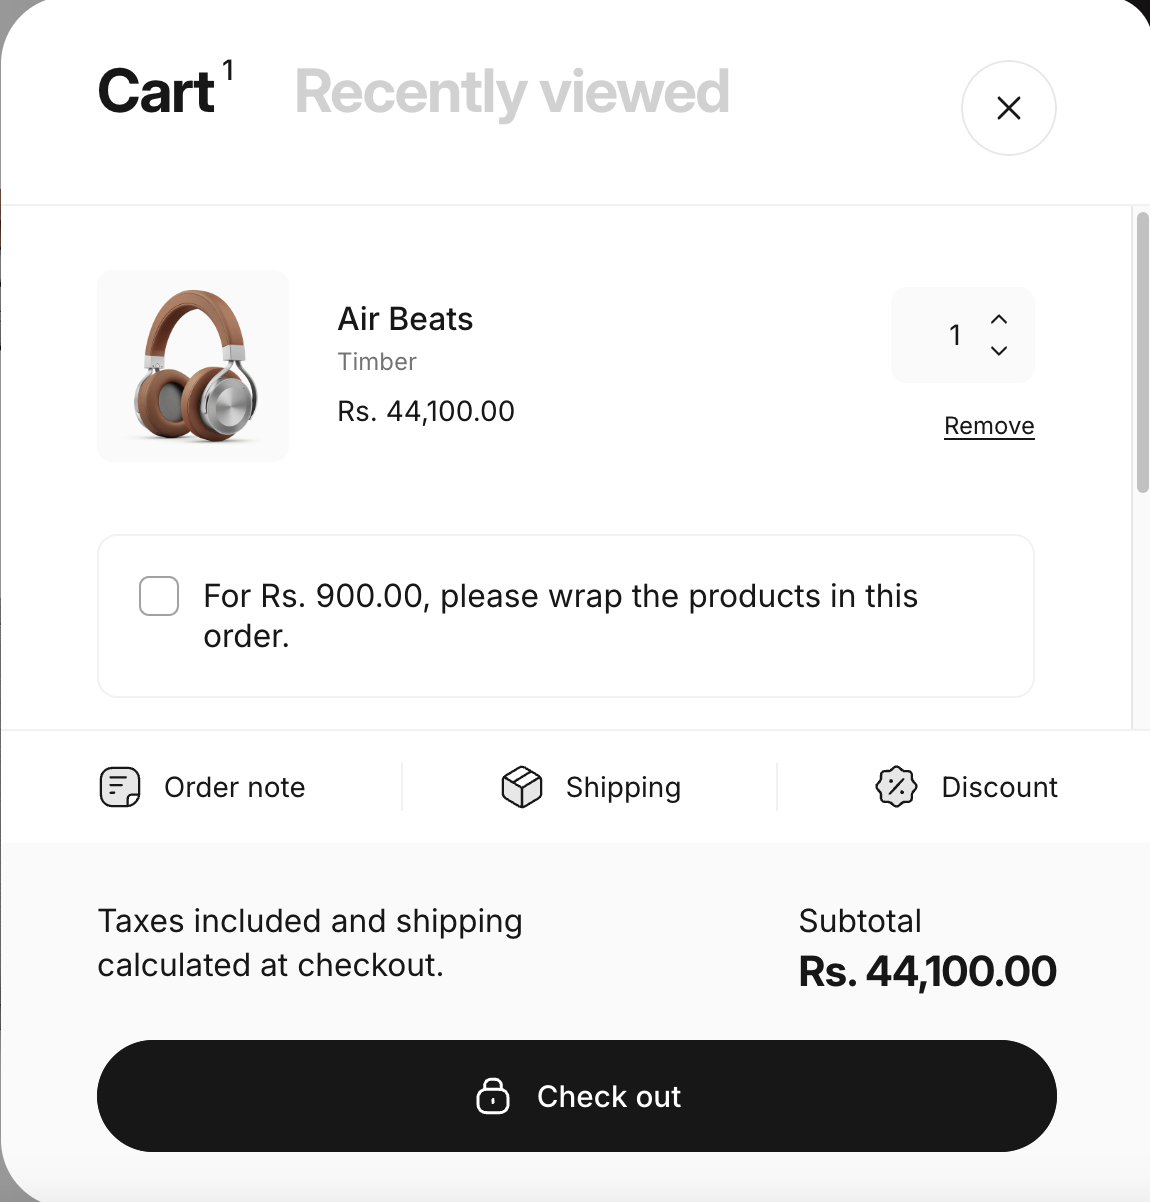 Cart 1
Recently viewed
Air Beats
Timber
Rs. 44,100.00
1
Remove
For Rs. 900.00, please wrap the products in this
order.
Order note
Shipping
Discount
Taxes included and shipping
calculated at checkout.
Subtotal
Rs. 44,100.00
Check out